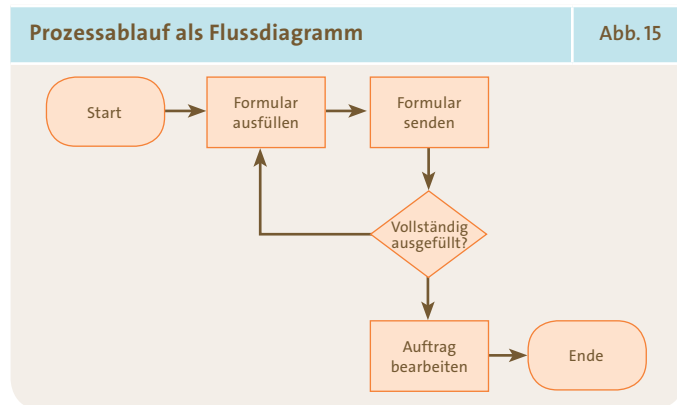 Prozessablauf als Flussdiagramm
Abb. 15
Start
Formular
ausfüllen
Formular
senden
Vollständig
ausgefüllt?
Auftrag
bearbeiten
Ende